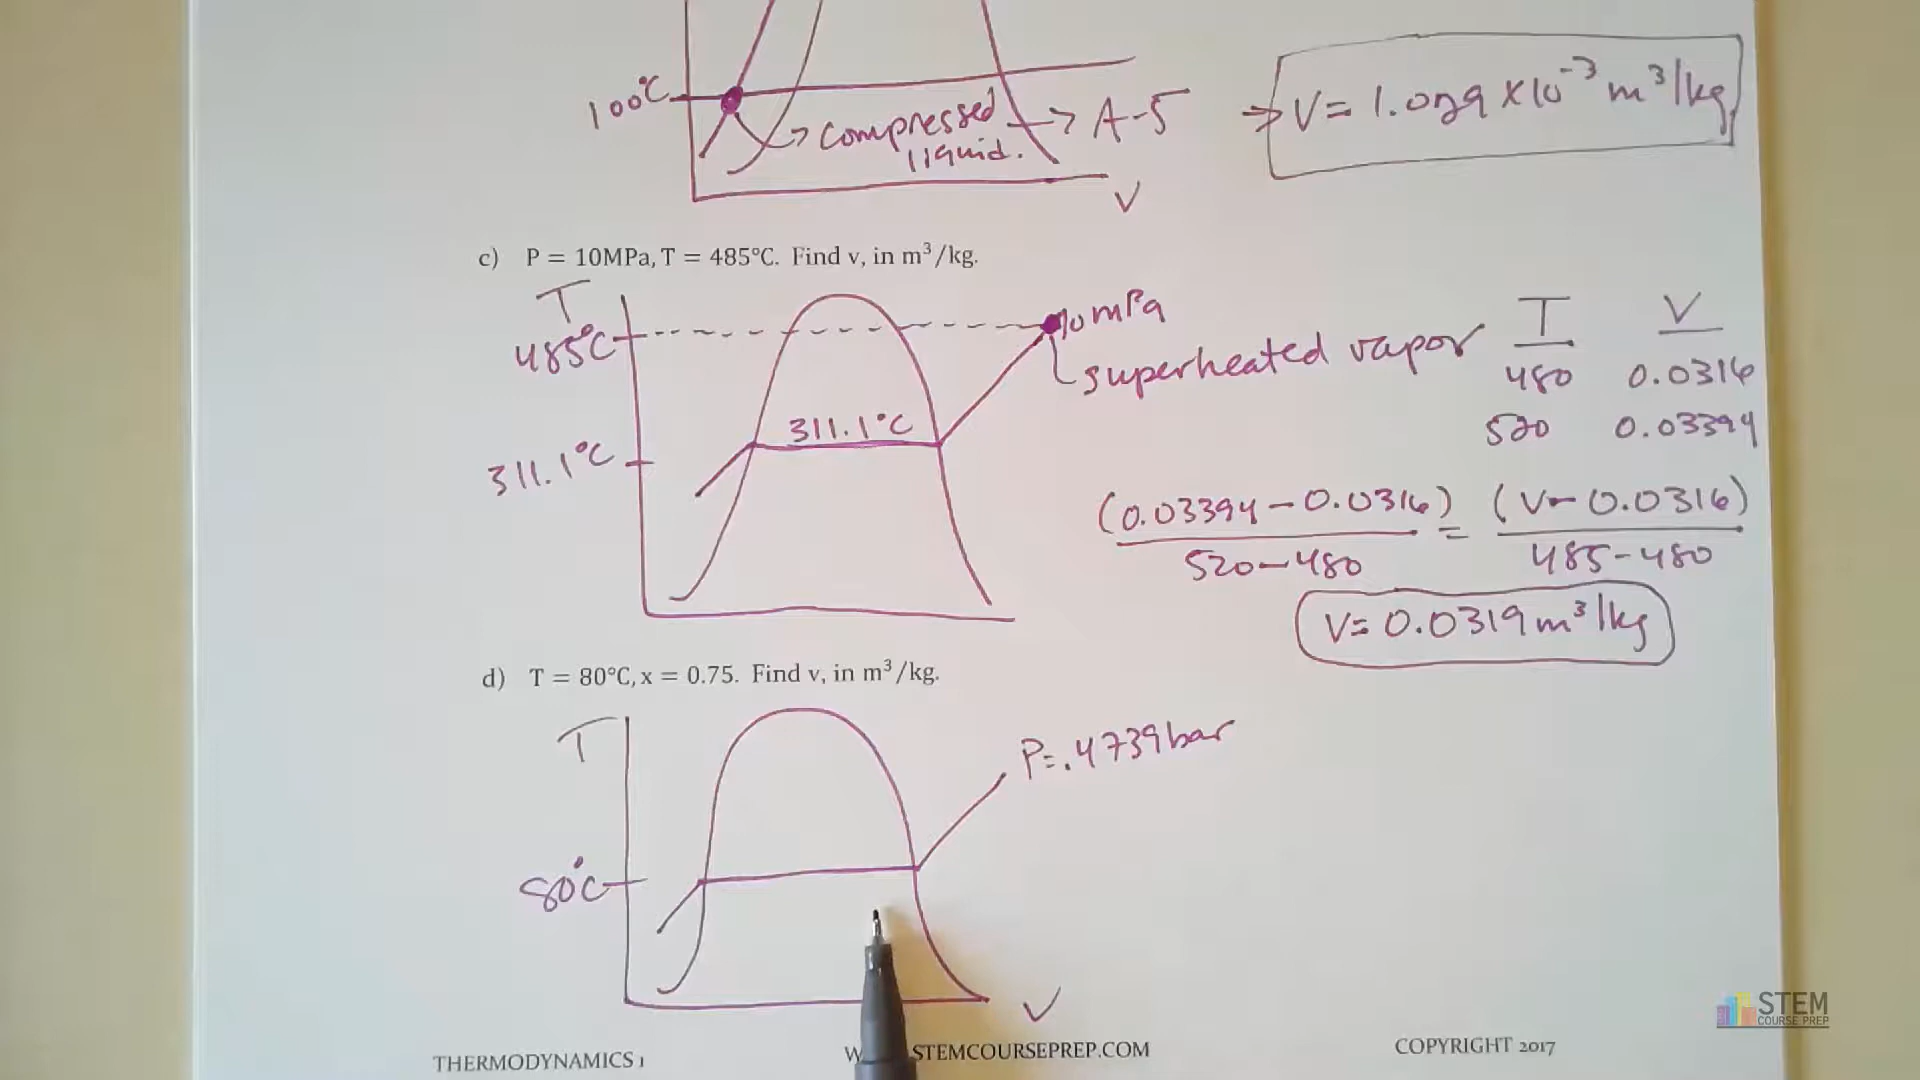 100°C
compressed
liquid.
→ A-5
⇒ V = 1.029 x10⁻³ m³/kg
V
c) P = 10MPa, T = 485°C. Find v, in m³/kg.
T
485°C
10 mPa
superheated vapor
T V
480 0.0316
520 0.03394
311.1°C
311.1°C
(0.03394 - 0.0316) = (V - 0.0316)
520 - 480 485 - 480
V = 0.0319 m³/kg
d) T = 80°C, x = 0.75. Find v, in m³/kg.
T
P = .4739 bar
80°C
V
STEM
COURSE PREP
THERMODYNAMICS 1
W STEMCOURSEPREP.COM
COPYRIGHT 2017